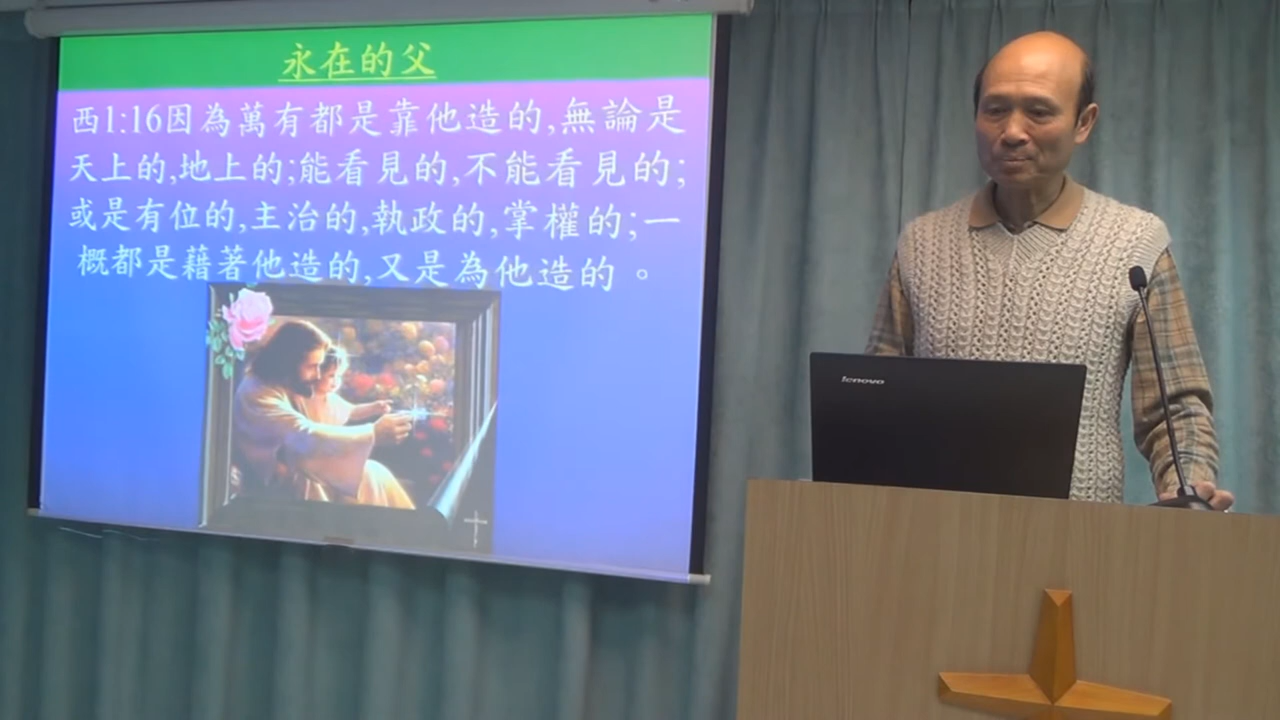 永在的父
西1:16因為萬有都是靠他造的,無論是
天上的,地上的;能看見的,不能看見的;
或是有位的,主治的,執政的,掌權的;一
概都是藉著他造的,又是為他造的。
lenovo